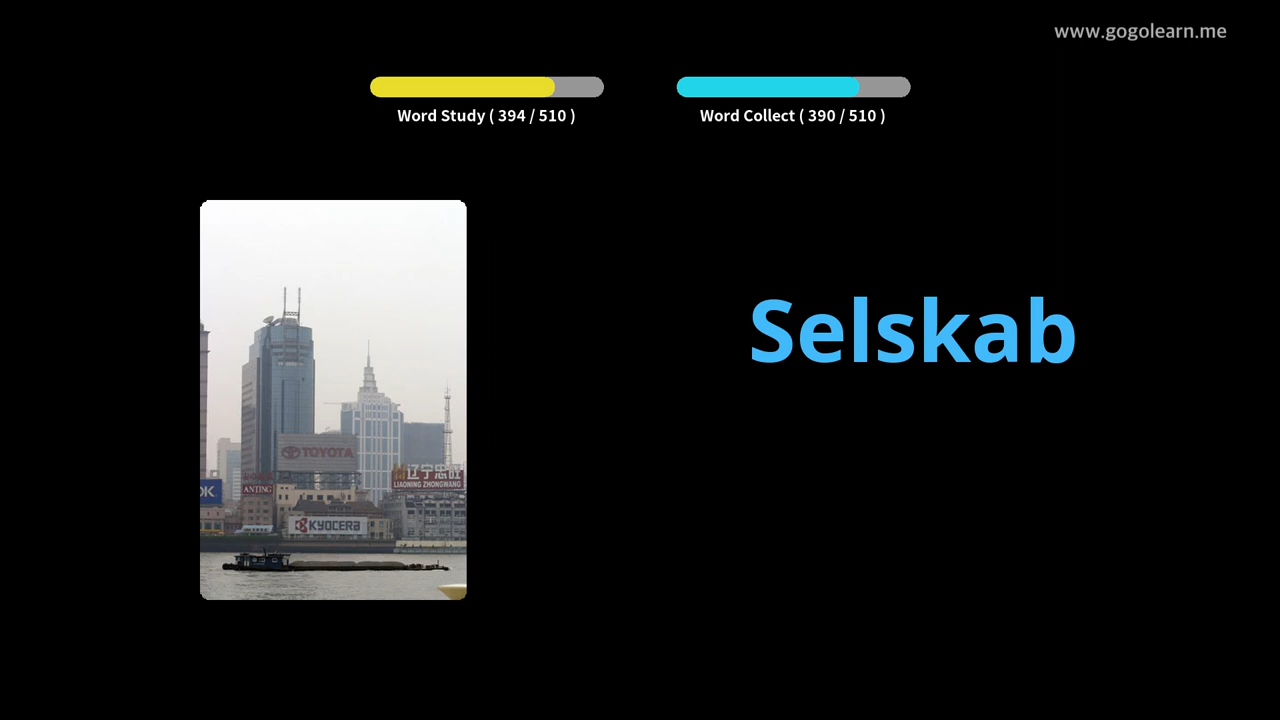 www.gogolearn.me
Word Study ( 394 / 510 )
Word Collect ( 390 / 510 )
Selskab
TOYOTA
辽宁忠旺
LIAONING ZHONGWANG
OK
ANTING
KYOCERA